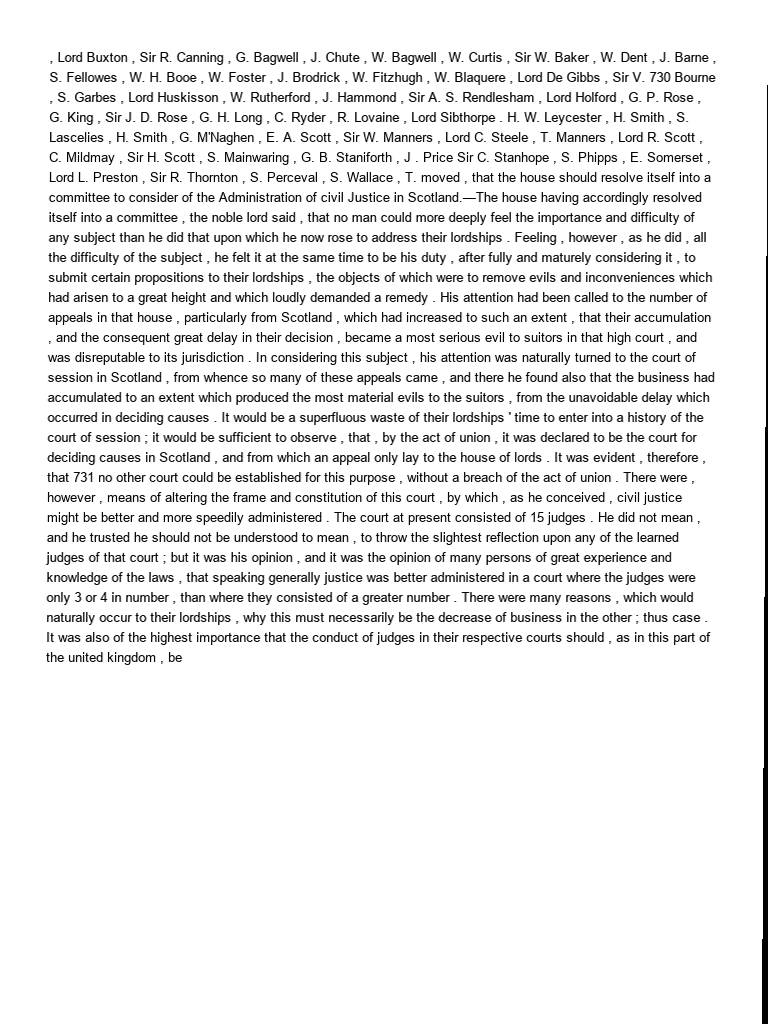 , Lord Buxton , Sir R. Canning , G. Bagwell , J. Chute , W. Bagwell , W. Curtis , Sir W. Baker , W. Dent , J. Barne ,
S. Fellowes , W. H. Booe , W. Foster , J. Brodrick , W. Fitzhugh , W. Blaquere , Lord De Gibbs , Sir V. 730 Bourne
, S. Garbes , Lord Huskisson , W. Rutherford , J. Hammond , Sir A. S. Rendlesham , Lord Holford , G. P. Rose ,
G. King , Sir J. D. Rose , G. H. Long , C. Ryder , R. Lovaine , Lord Sibthorpe . H. W. Leycester , H. Smith , S.
Lascelies , H. Smith , G. M'Naghen , E. A. Scott , Sir W. Manners , Lord C. Steele , T. Manners , Lord R. Scott ,
C. Mildmay , Sir H. Scott , S. Mainwaring , G. B. Staniforth , J . Price Sir C. Stanhope , S. Phipps , E. Somerset ,
Lord L. Preston , Sir R. Thornton , S. Perceval , S. Wallace , T. moved , that the house should resolve itself into a
committee to consider of the Administration of civil Justice in Scotland.—The house having accordingly resolved
itself into a committee , the noble lord said , that no man could more deeply feel the importance and difficulty of
any subject than he did that upon which he now rose to address their lordships . Feeling , however , as he did , all
the difficulty of the subject , he felt it at the same time to be his duty , after fully and maturely considering it , to
submit certain propositions to their lordships , the objects of which were to remove evils and inconveniences which
had arisen to a great height and which loudly demanded a remedy . His attention had been called to the number of
appeals in that house , particularly from Scotland , which had increased to such an extent , that their accumulation
, and the consequent great delay in their decision , became a most serious evil to suitors in that high court , and
was disreputable to its jurisdiction . In considering this subject , his attention was naturally turned to the court of
session in Scotland , from whence so many of these appeals came , and there he found also that the business had
accumulated to an extent which produced the most material evils to the suitors , from the unavoidable delay which
occurred in deciding causes . It would be a superfluous waste of their lordships ' time to enter into a history of the
court of session ; it would be sufficient to observe , that , by the act of union , it was declared to be the court for
deciding causes in Scotland , and from which an appeal only lay to the house of lords . It was evident , therefore ,
that 731 no other court could be established for this purpose , without a breach of the act of union . There were ,
however , means of altering the frame and constitution of this court , by which , as he conceived , civil justice
might be better and more speedily administered . The court at present consisted of 15 judges . He did not mean ,
and he trusted he should not be understood to mean , to throw the slightest reflection upon any of the learned
judges of that court ; but it was his opinion , and it was the opinion of many persons of great experience and
knowledge of the laws , that speaking generally justice was better administered in a court where the judges were
only 3 or 4 in number , than where they consisted of a greater number . There were many reasons , which would
naturally occur to their lordships , why this must necessarily be the decrease of business in the other ; thus case .
It was also of the highest importance that the conduct of judges in their respective courts should , as in this part of
the united kingdom , be